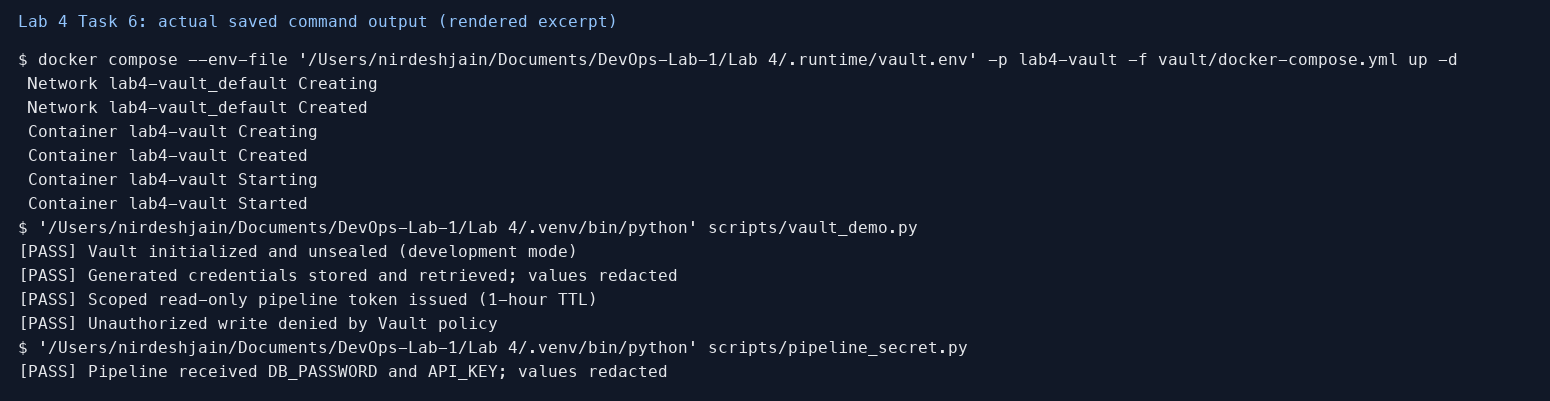 Lab 4 Task 6: actual saved command output (rendered excerpt)
$ docker compose --env-file '/Users/nirdeshjain/Documents/DevOps-Lab-1/Lab 4/.runtime/vault.env' -p lab4-vault -f vault/docker-compose.yml up -d
Network lab4-vault_default Creating
Network lab4-vault_default Created
Container lab4-vault Creating
Container lab4-vault Created
Container lab4-vault Starting
Container lab4-vault Started
$ '/Users/nirdeshjain/Documents/DevOps-Lab-1/Lab 4/.venv/bin/python' scripts/vault_demo.py
[PASS] Vault initialized and unsealed (development mode)
[PASS] Generated credentials stored and retrieved; values redacted
[PASS] Scoped read-only pipeline token issued (1-hour TTL)
[PASS] Unauthorized write denied by Vault policy
$ '/Users/nirdeshjain/Documents/DevOps-Lab-1/Lab 4/.venv/bin/python' scripts/pipeline_secret.py
[PASS] Pipeline received DB_PASSWORD and API_KEY; values redacted